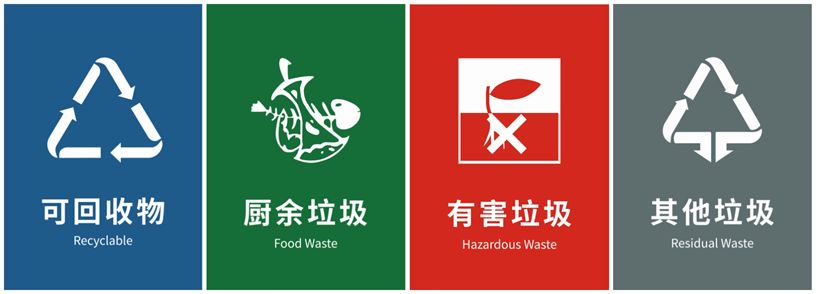 可回收物
Recyclable
厨余垃圾
Food Waste
有害垃圾
Hazardous Waste
其他垃圾
Residual Waste